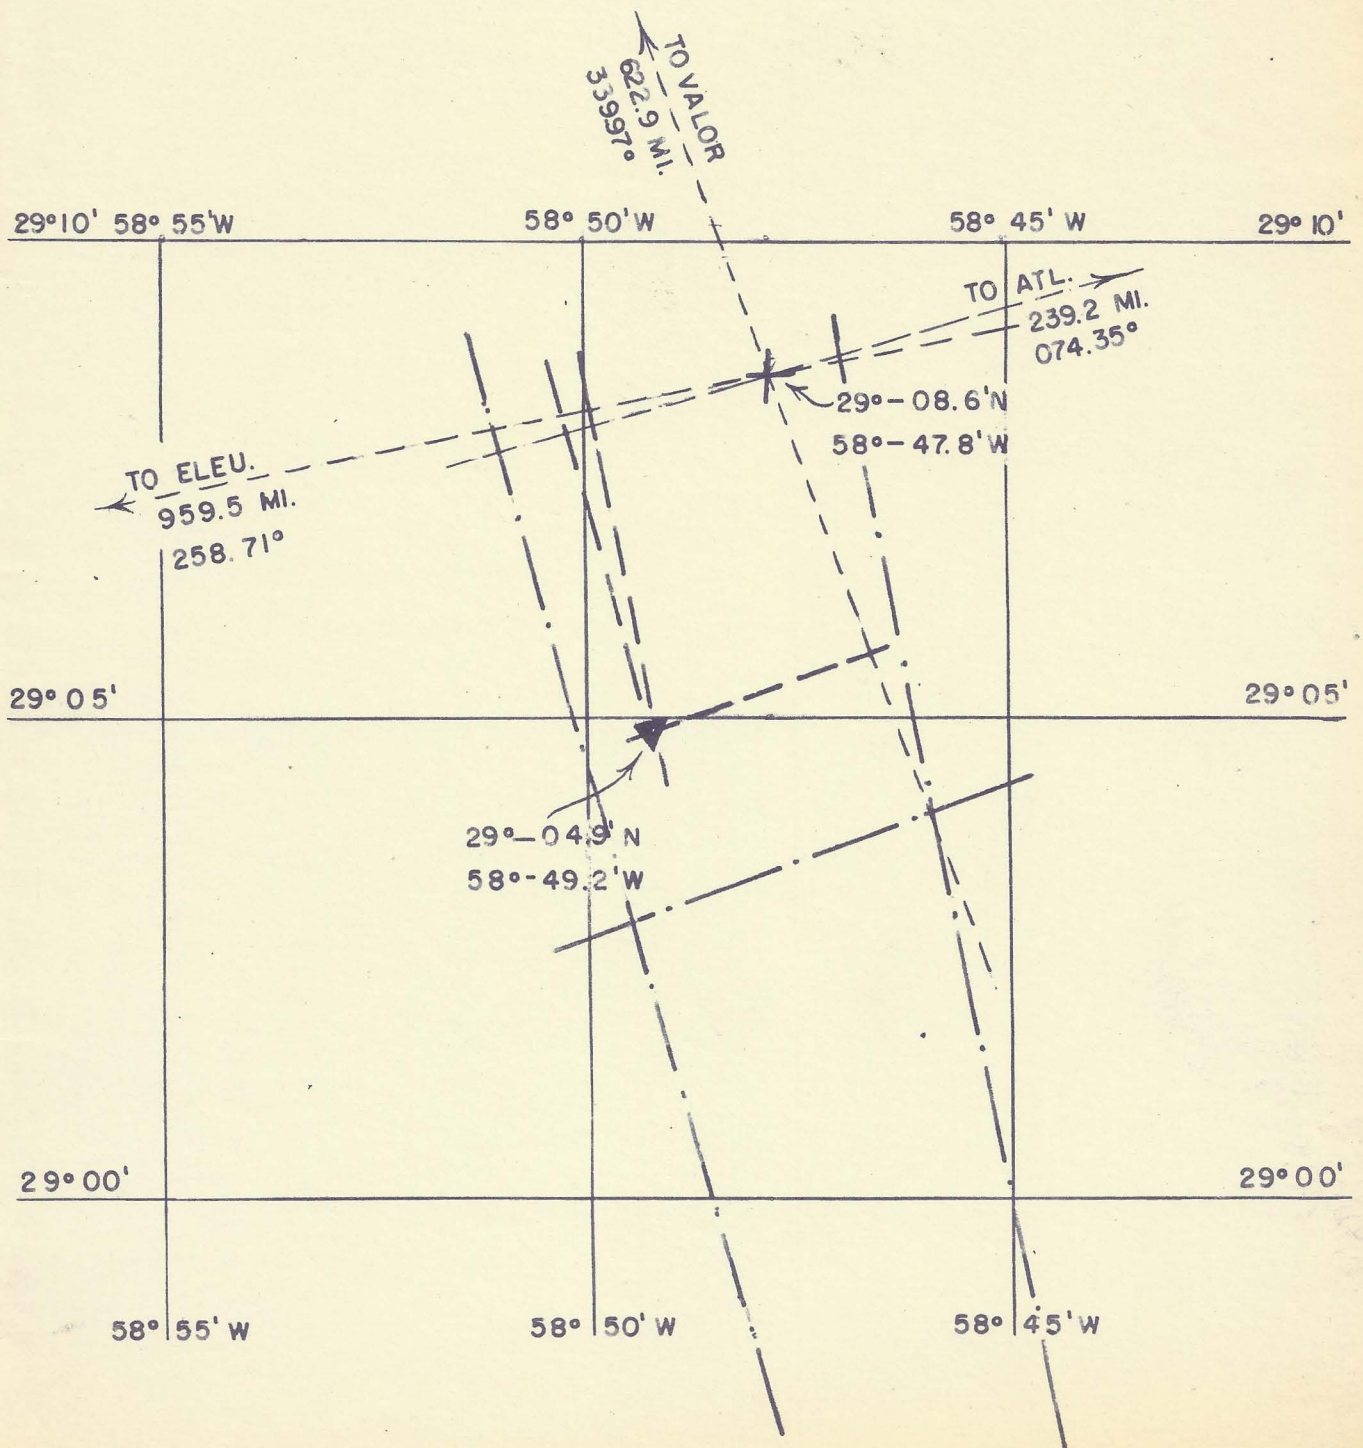 TO VALOR
622.9 MI.
339.97°
29° 10' 58° 55' W 58° 50' W 58° 45' W 29° 10'
TO ATL.
239.2 MI.
074.35°
29°-08.6'N
58°-47.8'W
TO ELEU.
959.5 MI.
258.71°
29° 05' 29° 05'
29°-04.9'N
58°-49.2'W
29° 00' 29° 00'
58° 55' W 58° 50' W 58° 45' W